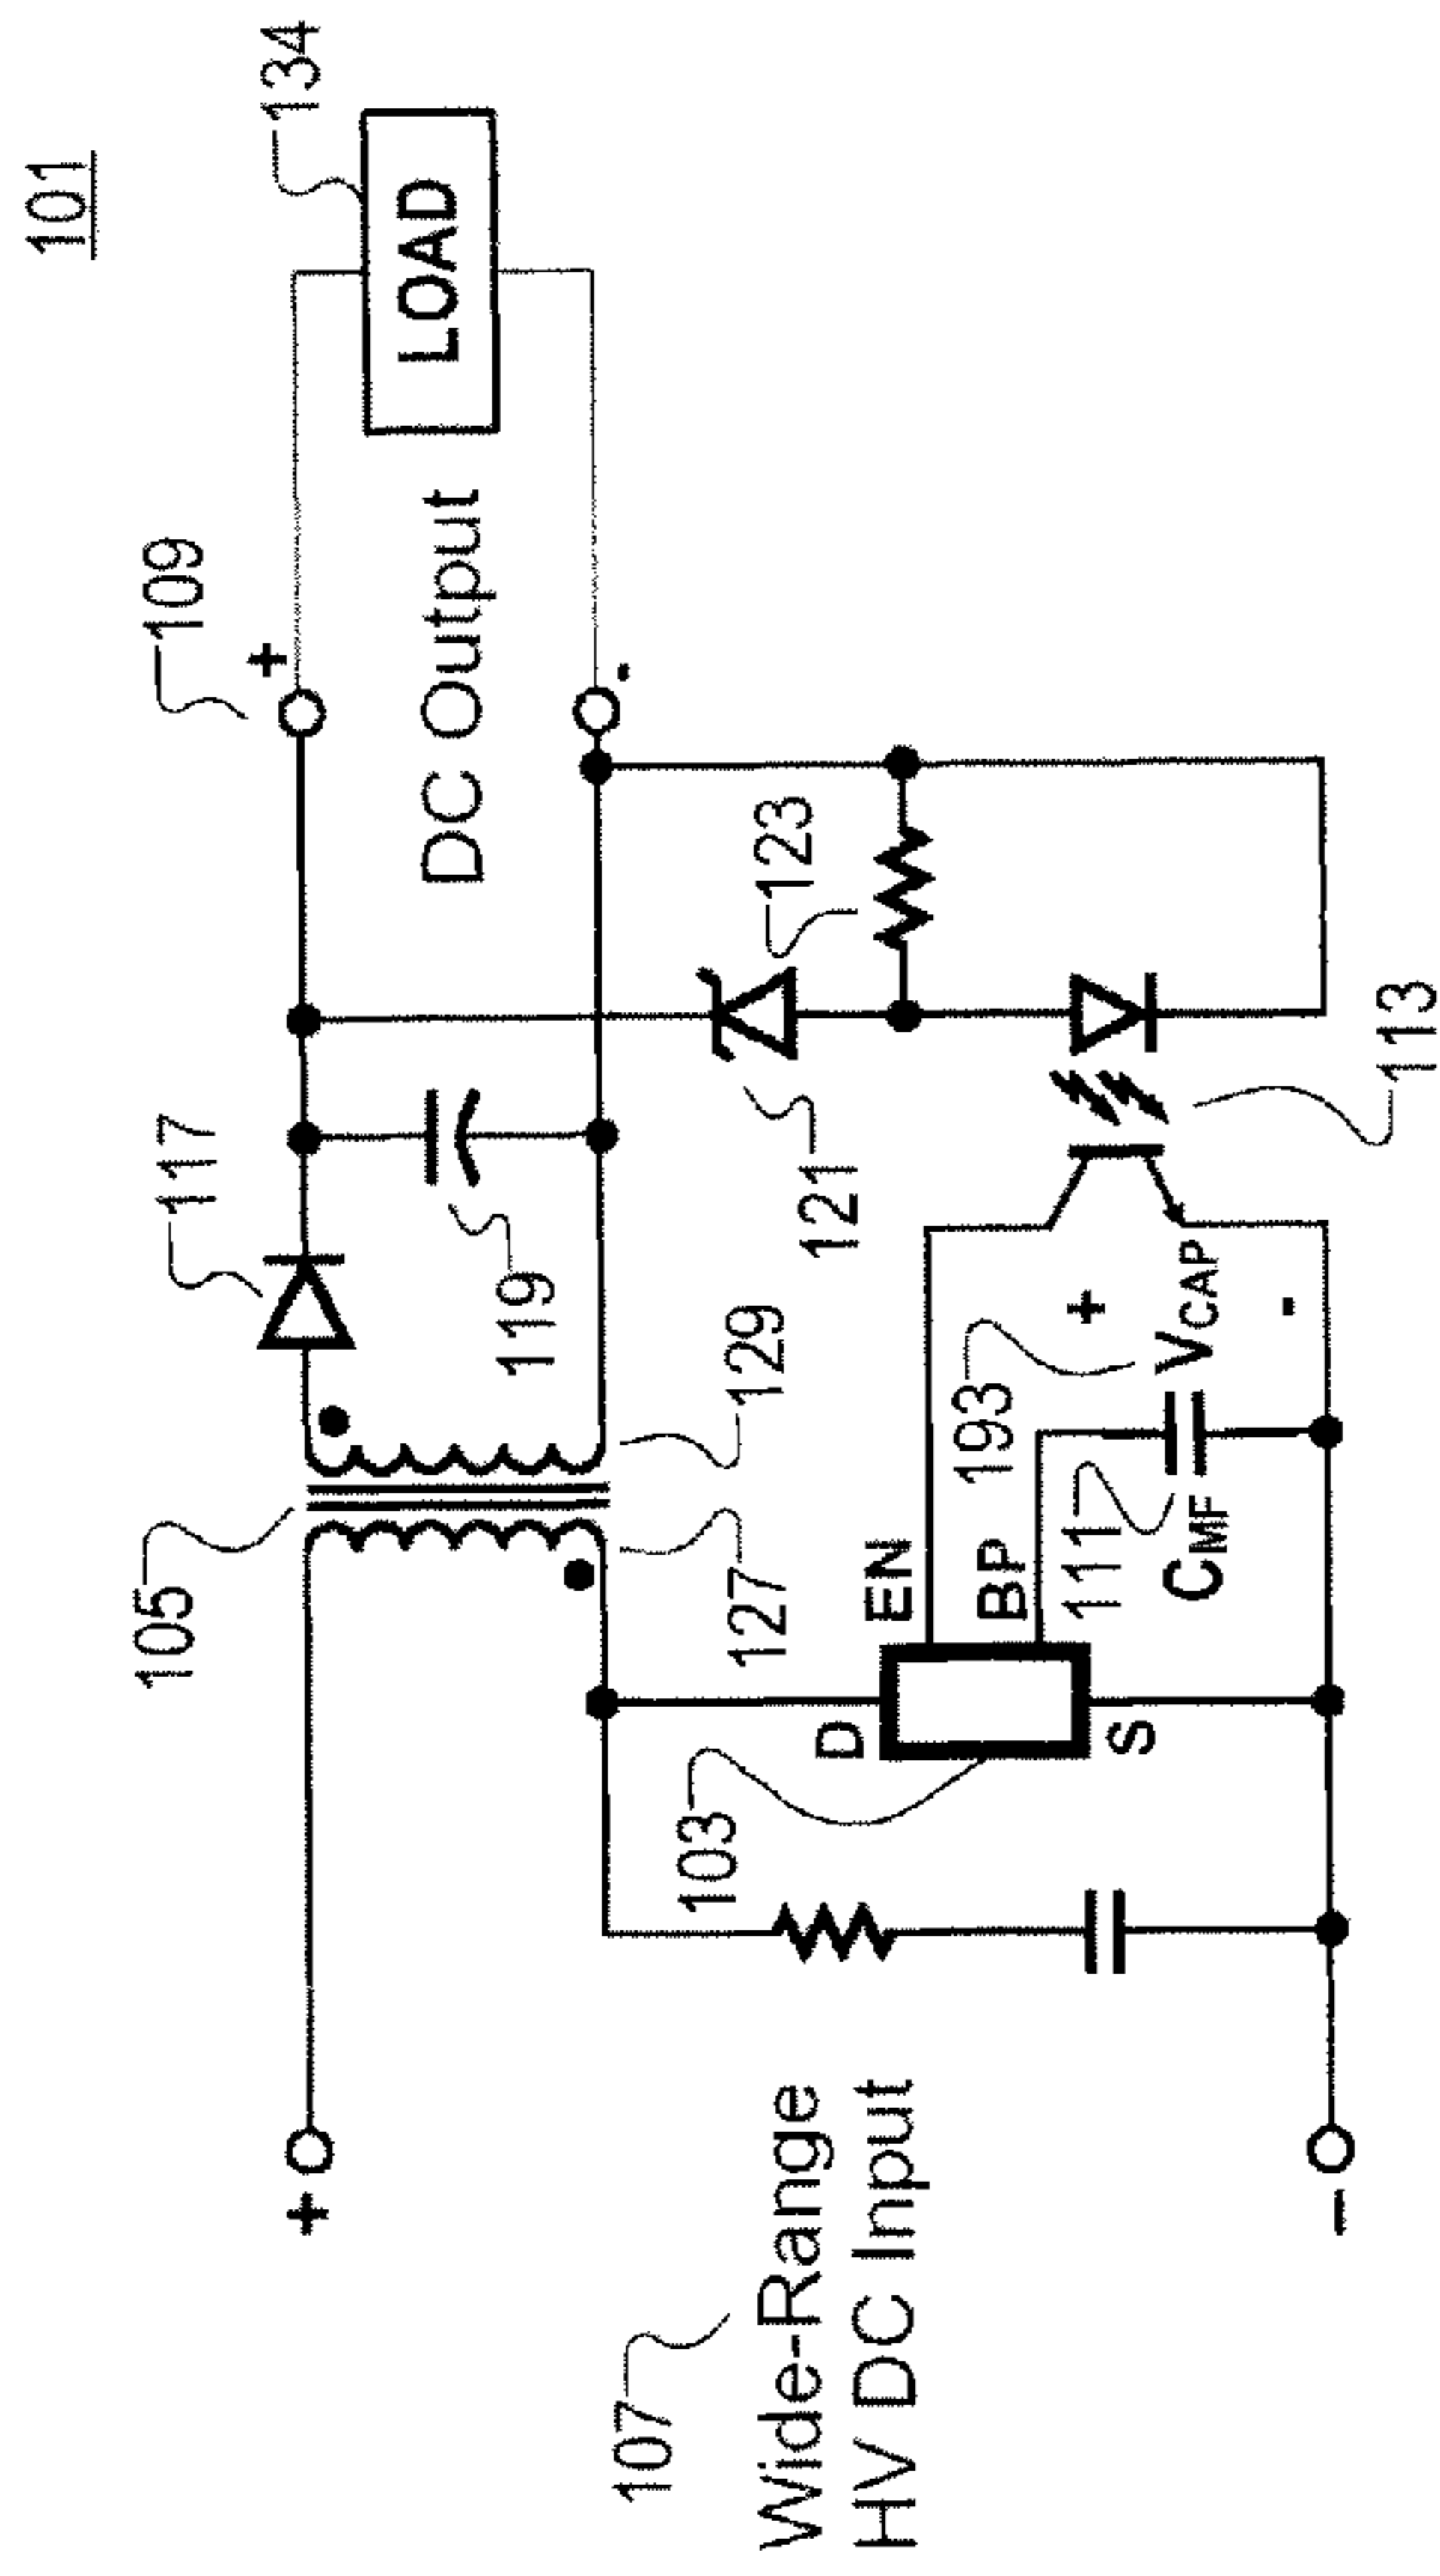 101
105
117
109
134
+
+
LOAD
119
DC Output
127
129
-
107
Wide-Range
HV DC Input
103
D
EN
121
123
BP
193
+
111
S
CMF
VCAP
-
113
–